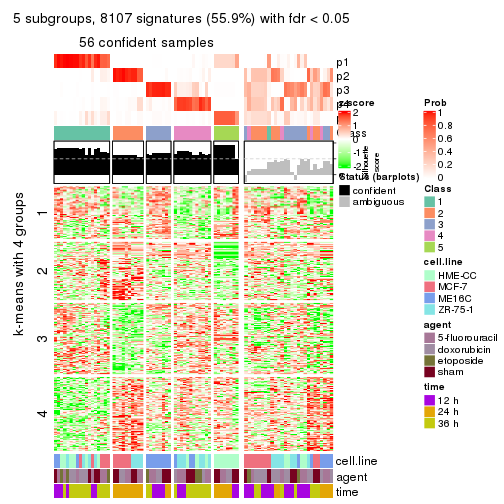 5 subgroups, 8107 signatures (55.9%) with fdr < 0.05
56 confident samples
p1
p2
p3
z-score
2
1
0
-1
-2
Prob
1
0.8
0.6
0.4
0.2
0
Silhouette
score
Status (barplots)
confident
ambiguous
Class
1
2
3
4
5
cell.line
HME-CC
MCF-7
ME16C
ZR-75-1
agent
5-fluorouracil
doxorubicin
etoposide
sham
time
12 h
24 h
36 h
k-means with 4 groups
1
2
3
4
cell.line
agent
time